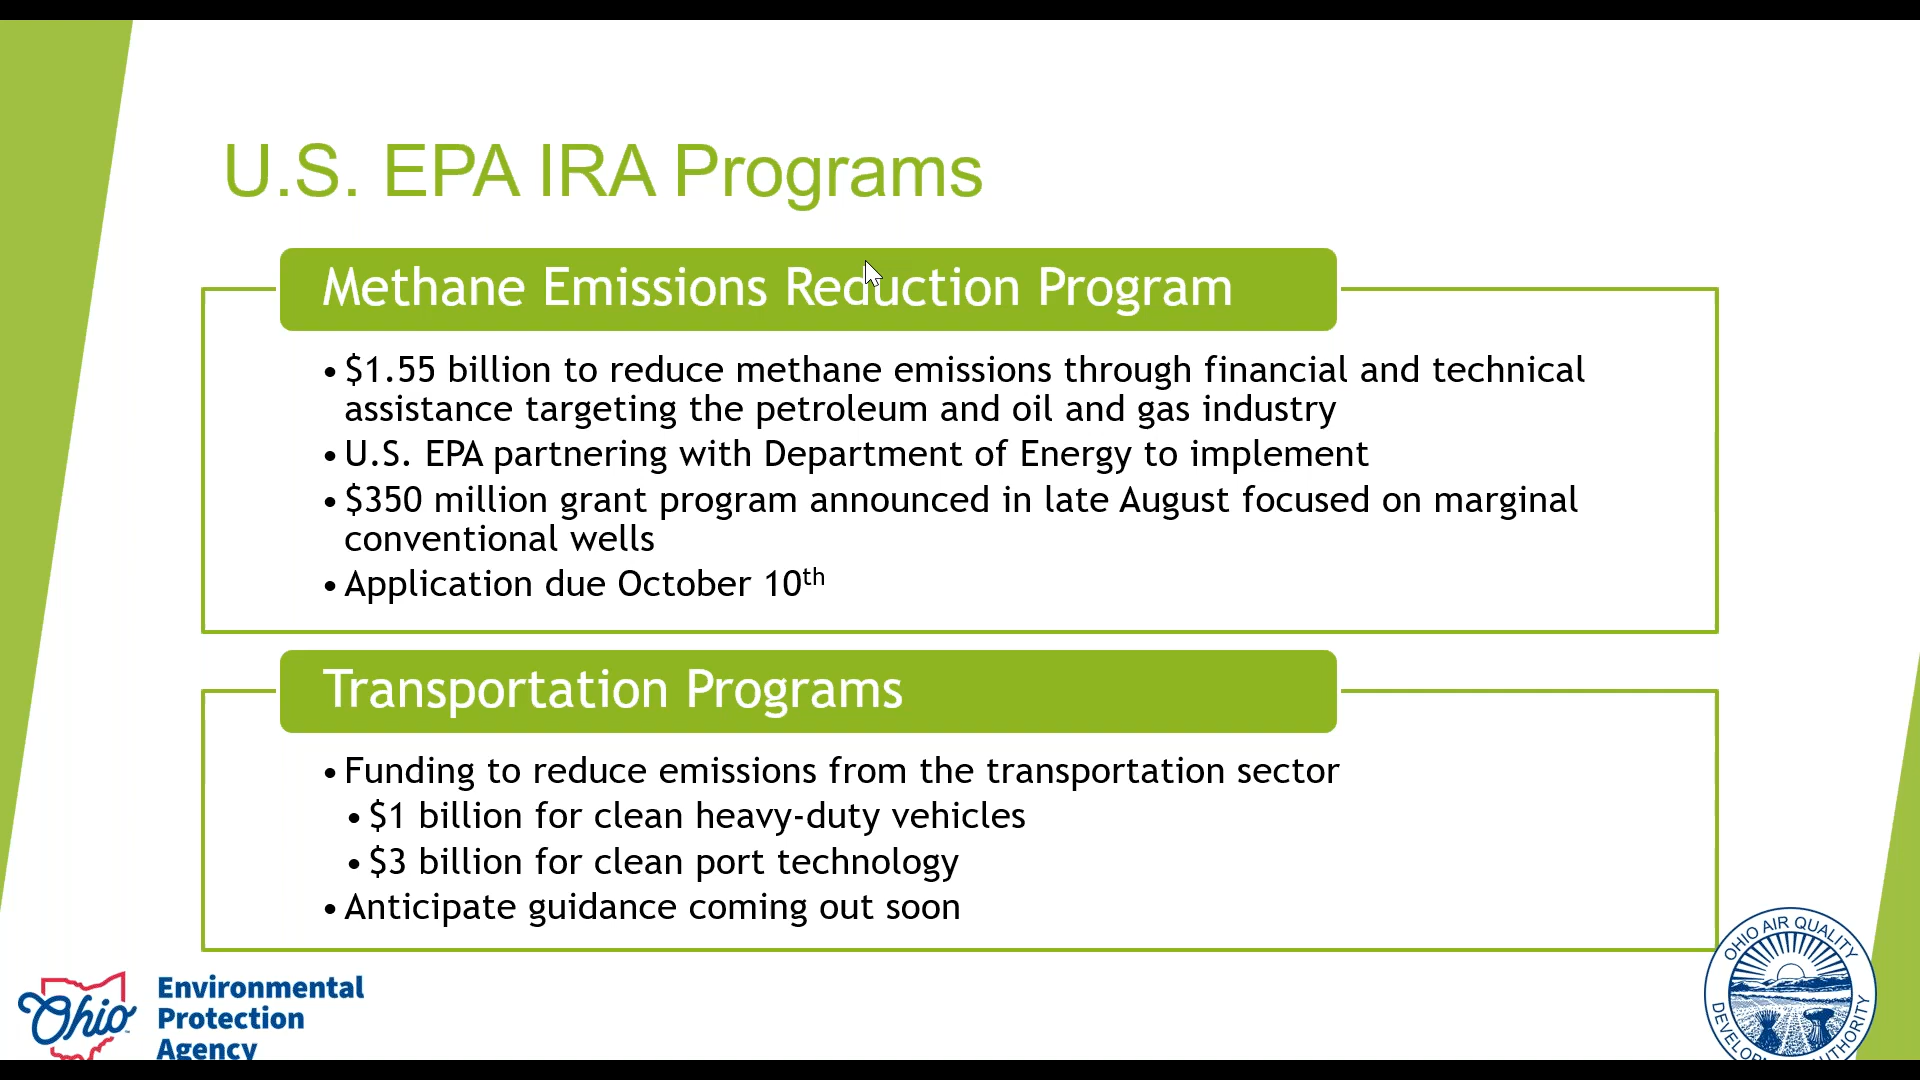 U.S. EPA IRA Programs
Methane Emissions Reduction Program
•$1.55 billion to reduce methane emissions through financial and technical
assistance targeting the petroleum and oil and gas industry
•U.S. EPA partnering with Department of Energy to implement
•$350 million grant program announced in late August focused on marginal
conventional wells
•Application due October 10th
Transportation Programs
•Funding to reduce emissions from the transportation sector
•$1 billion for clean heavy-duty vehicles
•$3 billion for clean port technology
•Anticipate guidance coming out soon
Ohio
Environmental
Protection
Agency
OHIO AIR QUALITY